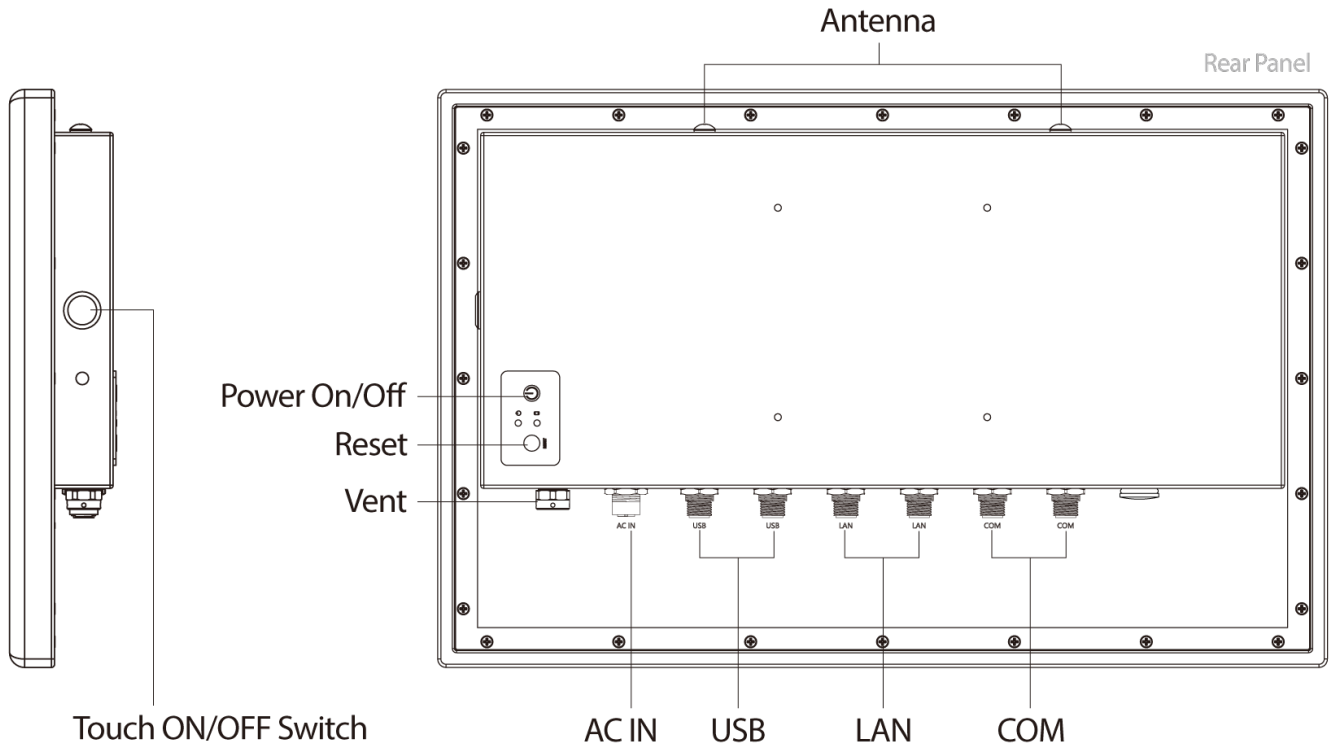 Antenna
Rear Panel
Power On/Off
Reset
Vent
AC IN
USB
USB
LAN
LAN
COM
COM
Touch ON/OFF Switch
AC IN
USB
LAN
COM